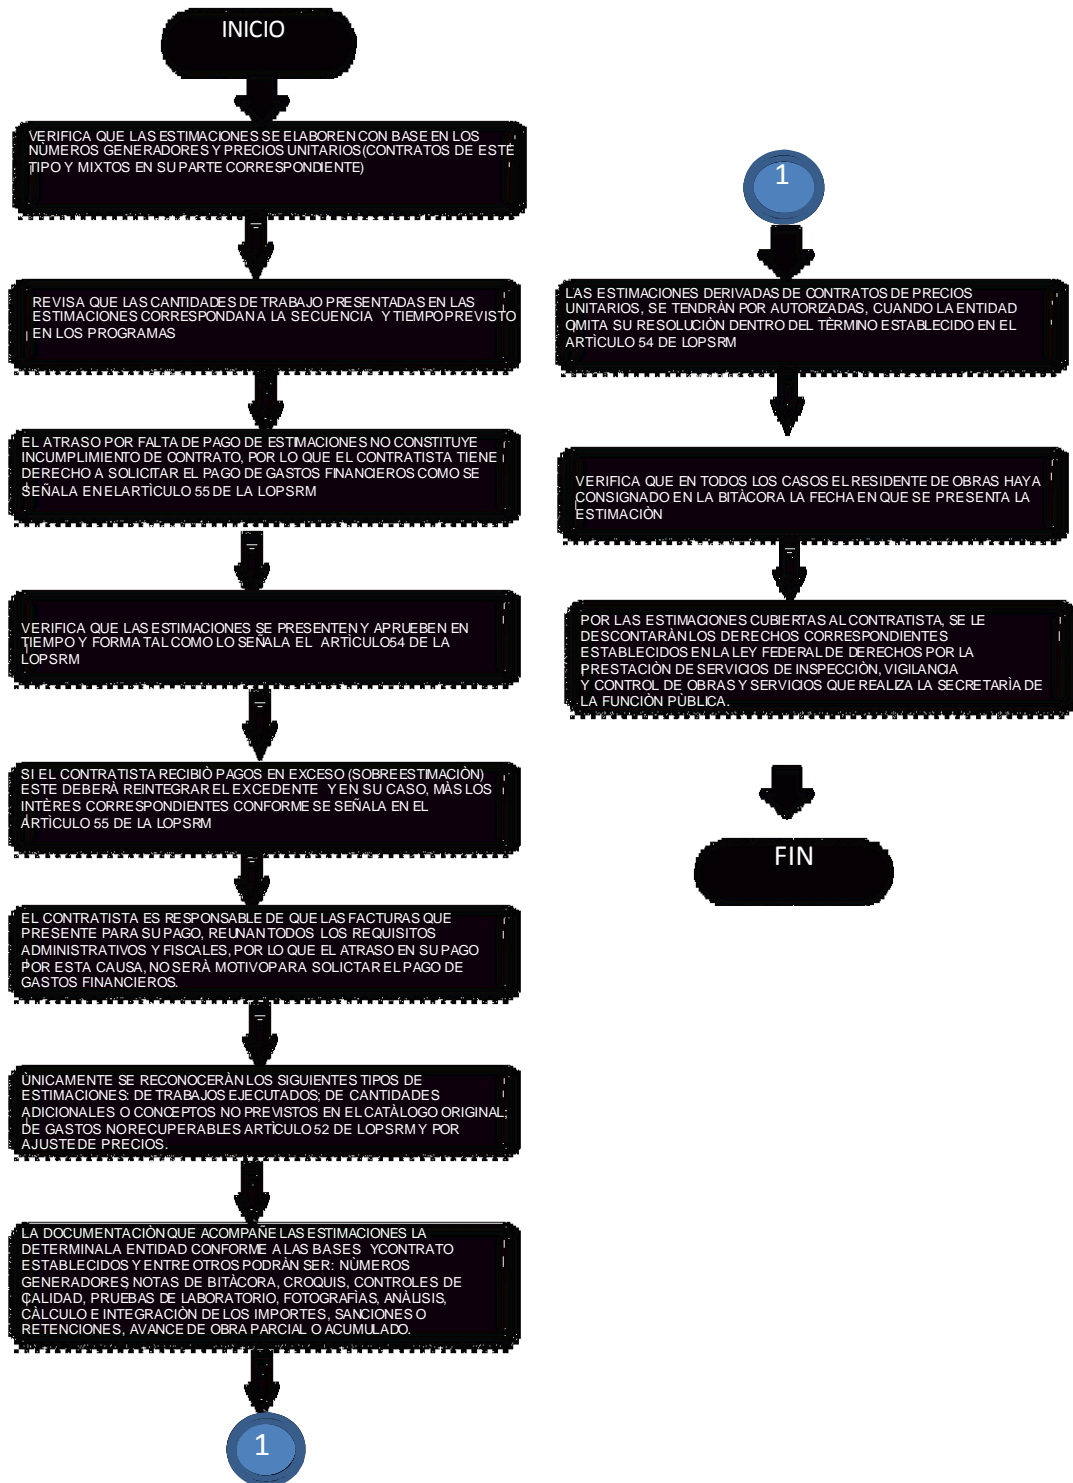 INICIO
VERIFICA QUE LAS ESTIMACIONES SE ELABOREN CON BASE EN LOS
NÙMEROS GENERADORES Y PRECIOS UNITARIOS(CONTRATOS DE ESTE
TIPO Y MIXTOS EN SU PARTE CORRESPONDIENTE)
REVISA QUE LAS CANTIDADES DE TRABAJO PRESENTADAS EN LAS
ESTIMACIONES CORRESPONDAN A LA SECUENCIA Y TIEMPO PREVISTO
EN LOS PROGRAMAS
EL ATRASO POR FALTA DE PAGO DE ESTIMACIONES NO CONSTITUYE
INCUMPLIMIENTO DE CONTRATO, POR LO QUE EL CONTRATISTA TIENE
DERECHO A SOLICITAR EL PAGO DE GASTOS FINANCIEROS COMO SE
SEÑALA EN EL ARTÌCULO 55 DE LA LOPSRM
VERIFICA QUE LAS ESTIMACIONES SE PRESENTEN Y APRUEBEN EN
TIEMPO Y FORMA TAL COMO LO SEÑALA EL ARTÌCULO 54 DE LA
LOPSRM
SI EL CONTRATISTA RECIBIÒ PAGOS EN EXCESO (SOBREESTIMACIÒN)
ESTE DEBERÀ REINTEGRAR EL EXCEDENTE Y EN SU CASO, MÀS LOS
INTÈRES CORRESPONDIENTES CONFORME SE SEÑALA EN EL
ARTÌCULO 55 DE LA LOPSRM
EL CONTRATISTA ES RESPONSABLE DE QUE LAS FACTURAS QUE
PRESENTE PARA SU PAGO, REUNAN TODOS LOS REQUISITOS
ADMINISTRATIVOS Y FISCALES, POR LO QUE EL ATRASO EN SU PAGO
POR ESTA CAUSA, NO SERÀ MOTIVO PARA SOLICTAR EL PAGO DE
GASTOS FINANCIEROS.
ÙNICAMENTE SE RECONOCERÀN LOS SIGUIENTES TIPOS DE
ESTIMACIONES: DE TRABAJOS EJECUTADOS; DE CANTIDADES
ADICIONALES O CONCEPTOS NO PREVISTOS EN EL CATÀLOGO ORIGINAL;
DE GASTOS NO RECUPERABLES ARTÌCULO 52 DE LOPSRM Y POR
AJUSTE DE PRECIOS.
LA DOCUMENTACIÒN QUE ACOMPAÑE LAS ESTIMACIONES LA
DETERMINA LA ENTIDAD CONFORME A LAS BASES Y CONTRATO
ESTABLECIDOS Y ENTRE OTROS PODRÀN SER: NÙMEROS
GENERADORES NOTAS DE BITÀCORA, CROQUIS, CONTROLES DE
CALIDAD, PRUEBAS DE LABORATORIO, FOTOGRAFÌAS, ANÀLISIS,
CÀLCULO E INTEGRACIÒN DE LOS IMPORTES, SANCIONES O
RETENCIONES, AVANCE DE OBRA PARCIAL O ACUMULADO.
1
1
LAS ESTIMACIONES DERIVADAS DE CONTRATOS DE PRECIOS
UNITARIOS, SE TENDRÀN POR AUTORIZADAS, CUANDO LA ENTIDAD
OMITA SU RESOLUCIÒN DENTRO DEL TÈRMINO ESTABLECIDO EN EL
ARTÌCULO 54 DE LOPSRM
VERIFICA QUE EN TODOS LOS CASOS EL RESIDENTE DE OBRAS HAYA
CONSIGNADO EN LA BITÀCORA LA FECHA EN QUE SE PRESENTA LA
ESTIMACIÒN
POR LAS ESTIMACIONES CUBIERTAS AL CONTRATISTA, SE LE
DESCONTARÀN LOS DERECHOS CORRESPONDIENTES
ESTABLECIDOS EN LA LEY FEDERAL DE DERECHOS POR LA
PRESTACIÒN DE SERVICIOS DE INSPECCIÒN, VIGILANCIA
Y CONTROL DE OBRAS Y SERVICIOS QUE REALIZA LA SECRETARÌA DE
LA FUNCIÒN PÙBLICA.
FIN